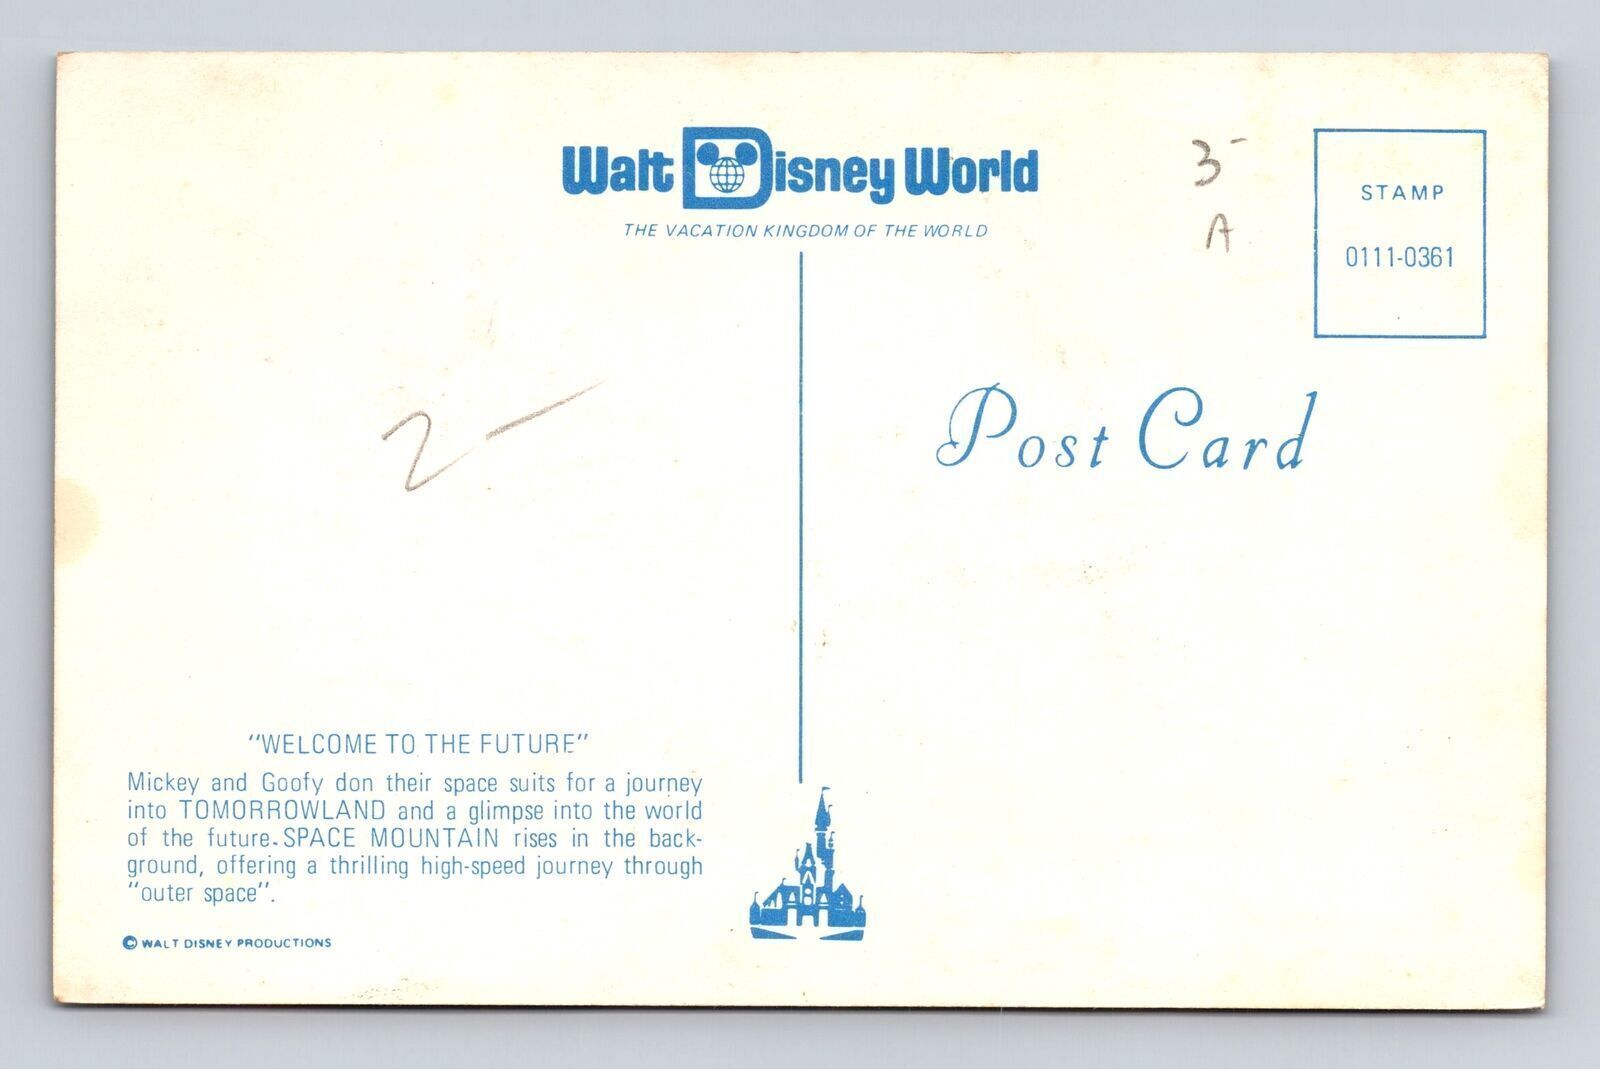 Walt Disney World
THE VACATION KINGDOM OF THE WORLD
3-
A
STAMP
0111-0361
2-
Post Card
"WELCOME TO THE FUTURE"
Mickey and Goofy don their space suits for a journey
into TOMORROWLAND and a glimpse into the world
of the future. SPACE MOUNTAIN rises in the back-
ground, offering a thrilling high-speed journey through
"outer space".
© WALT DISNEY PRODUCTIONS